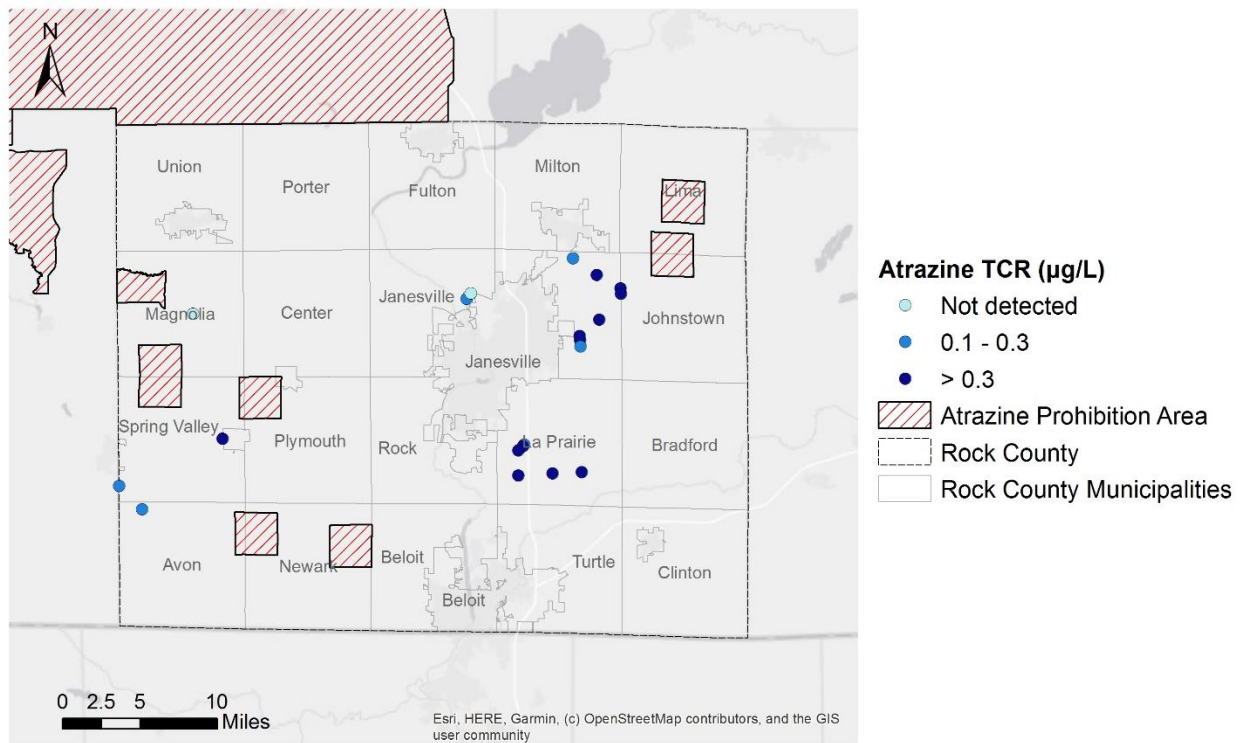 N
Union
Porter
Fulton
Milton
Lima
Magnolia
Center
Janesville
Janesville
Johnstown
Spring Valley
Plymouth
Rock
La Prairie
Bradford
Avon
Newark
Beloit
Beloit
Turtle
Clinton
0 2.5 5 10
Miles
Esri, HERE, Garmin, (c) OpenStreetMap contributors, and the GIS
user community
Atrazine TCR (µg/L)
Not detected
0.1 - 0.3
> 0.3
Atrazine Prohibition Area
Rock County
Rock County Municipalities